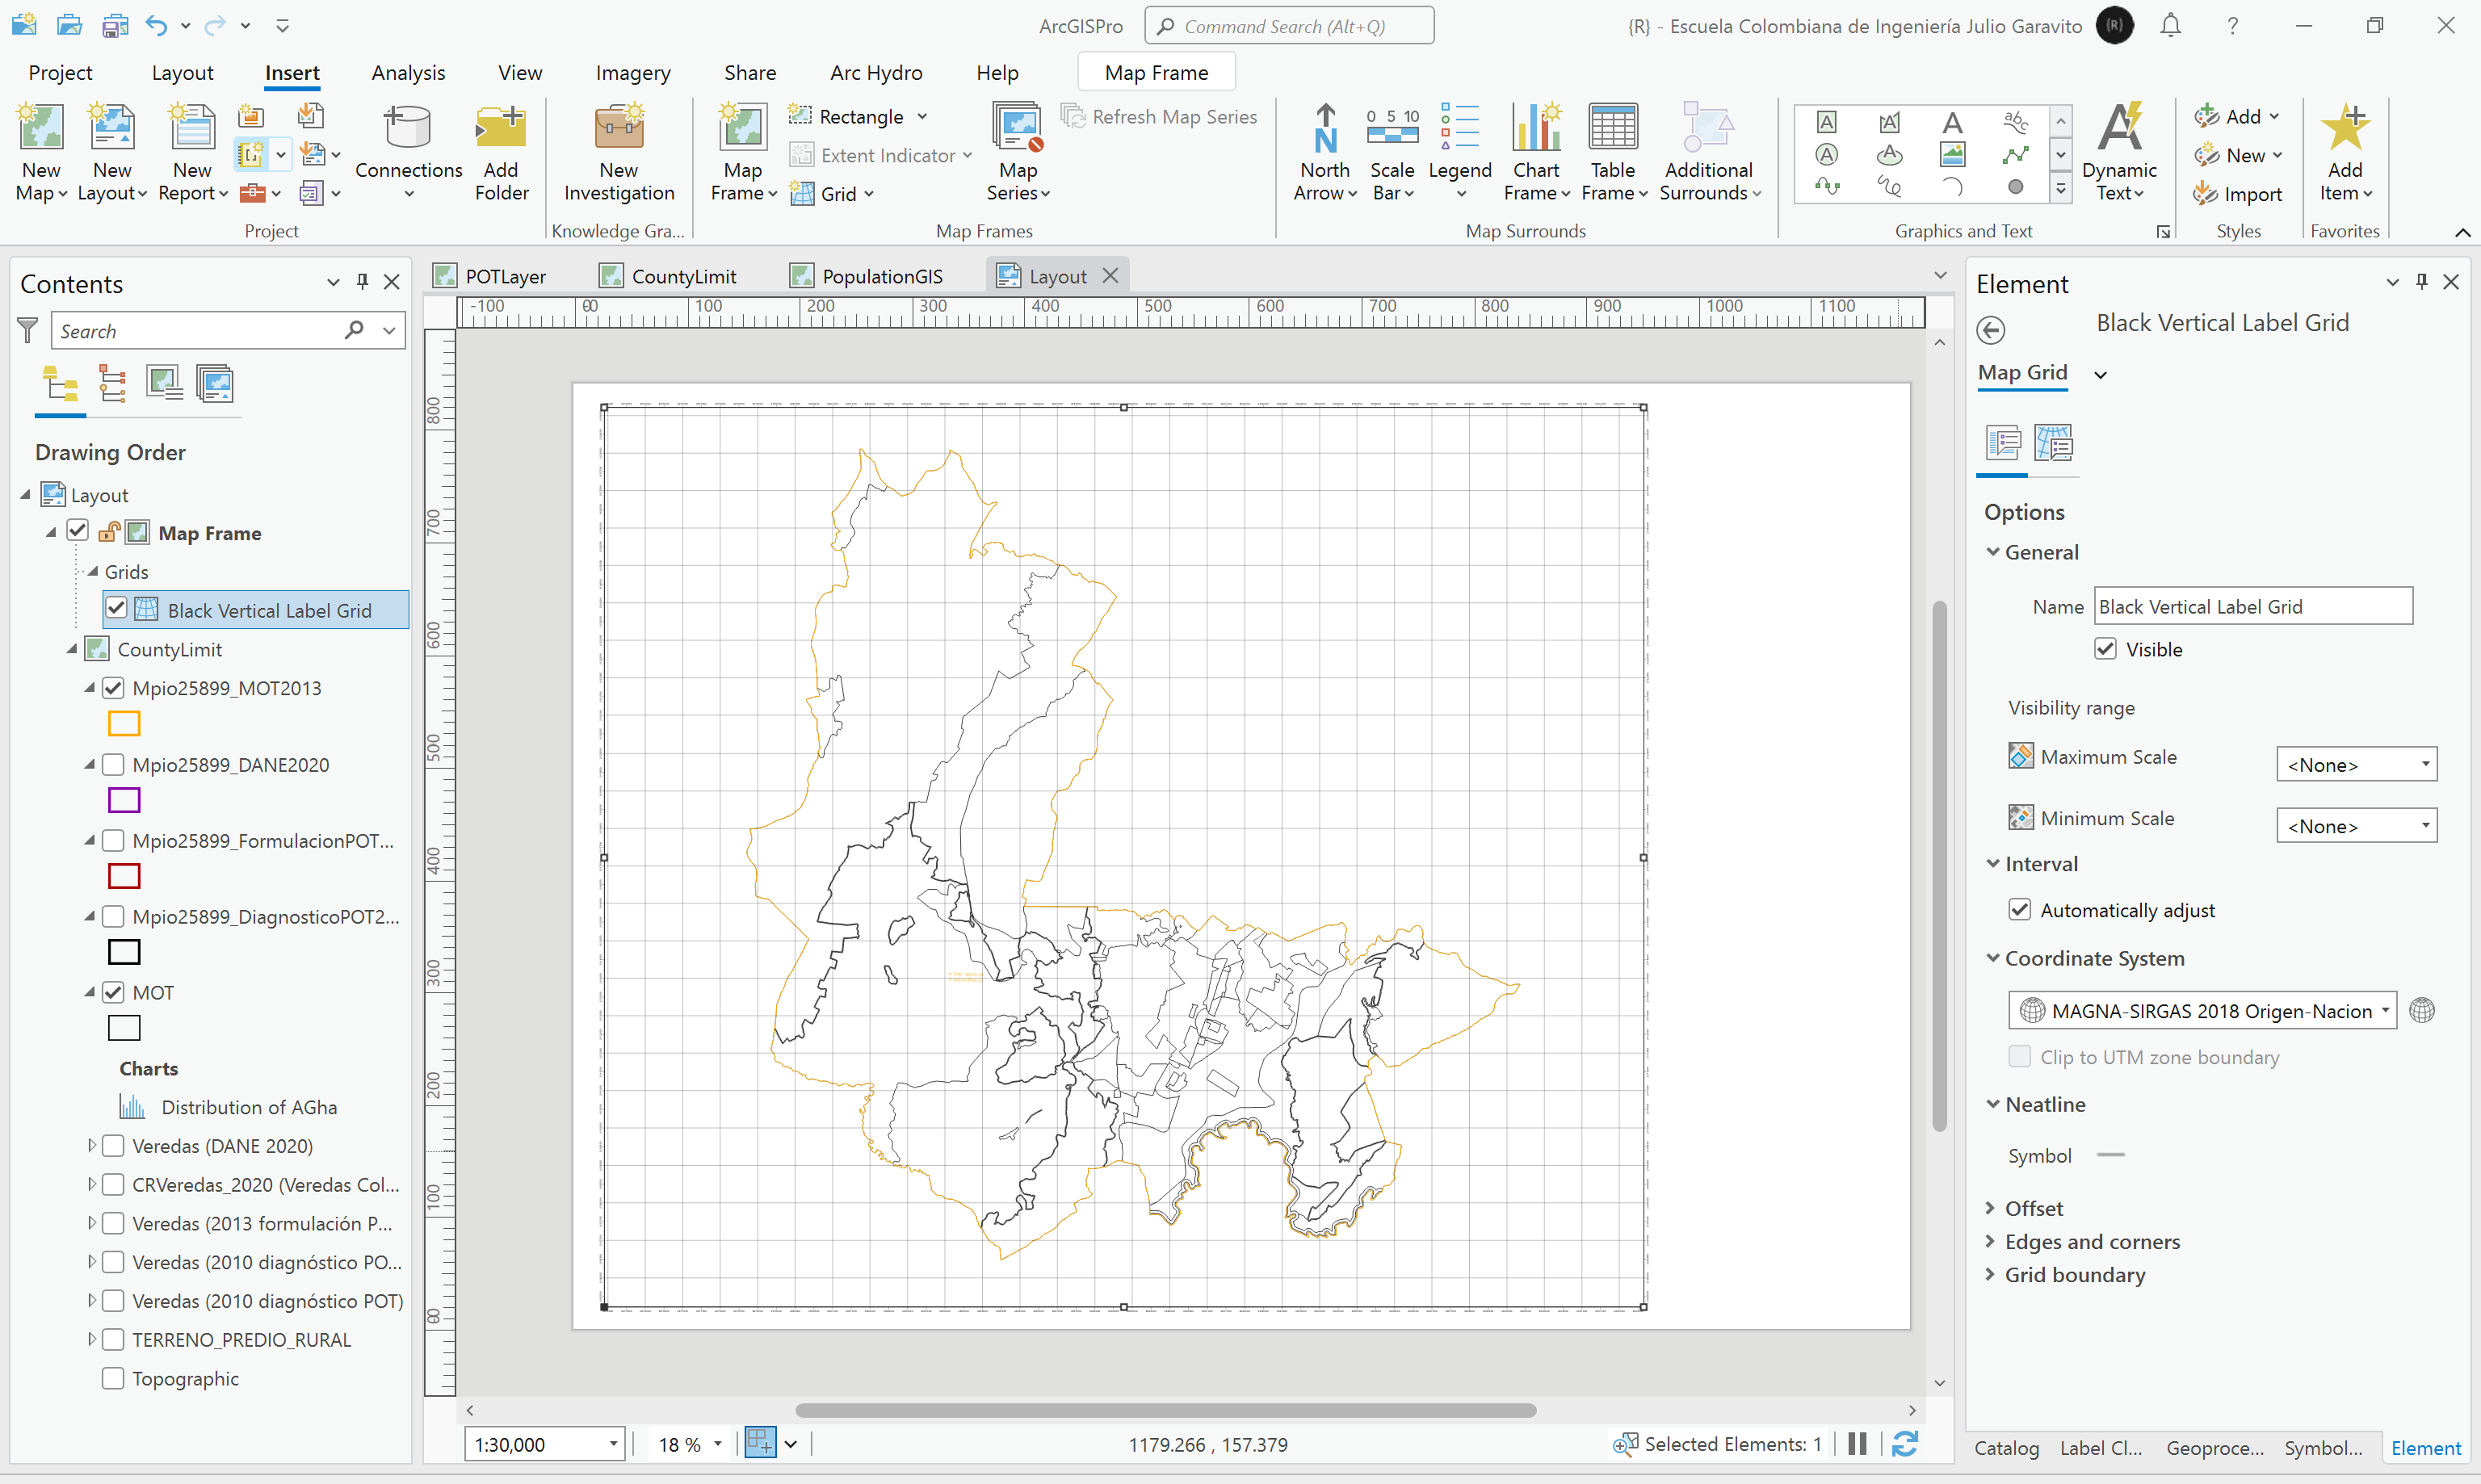 ArcGISPro
Command Search (Alt+Q)
{R} - Escuela Colombiana de Ingeniería Julio Garavito
{R}
Project
Layout
Insert
Analysis
View
Imagery
Share
Arc Hydro
Help
Map Frame
New Map
New Layout
New Report
Connections
Add Folder
Project
New Investigation
Knowledge Gra...
Map Frame
Rectangle
Extent Indicator
Grid
Map Series
Refresh Map Series
Map Frames
N
North Arrow
0 5 10
Scale Bar
Legend
Chart Frame
Table Frame
Additional Surrounds
Map Surrounds
Dynamic Text
Graphics and Text
Add
New
Import
Styles
Add Item
Favorites
Contents
Search
Drawing Order
Layout
Map Frame
Grids
Black Vertical Label Grid
CountyLimit
Mpio25899_MOT2013
Mpio25899_DANE2020
Mpio25899_FormulacionPOT...
Mpio25899_DiagnosticoPOT2...
MOT
Charts
Distribution of AGha
Veredas (DANE 2020)
CRVeredas_2020 (Veredas Col...
Veredas (2013 formulación P...
Veredas (2010 diagnóstico PO...
Veredas (2010 diagnóstico POT)
TERRENO_PREDIO_RURAL
Topographic
POTLayer
CountyLimit
PopulationGIS
Layout
-100 00 100 200 300 400 500 600 700 800 900 1000 1100
800
700
600
500
400
300
200
100
00
1:30,000
18 %
1179.266 , 157.379
Selected Elements: 1
Element
Black Vertical Label Grid
Map Grid
Options
General
Name Black Vertical Label Grid
Visible
Visibility range
Maximum Scale <None>
Minimum Scale <None>
Interval
Automatically adjust
Coordinate System
MAGNA-SIRGAS 2018 Origen-Nacion
Clip to UTM zone boundary
Neatline
Symbol
Offset
Edges and corners
Grid boundary
Catalog
Label Cl...
Geoproce...
Symbol...
Element